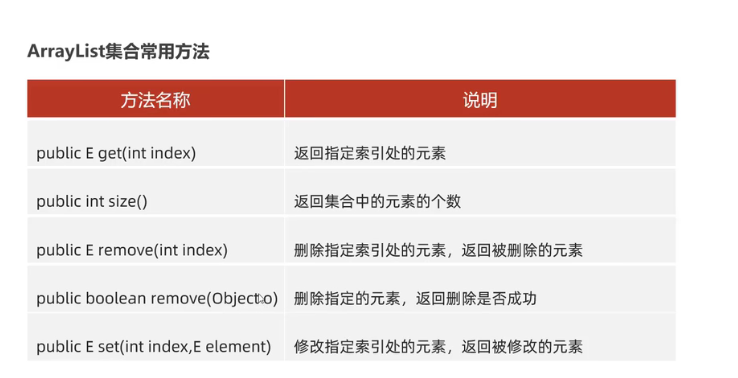 ArrayList集合常用方法
方法名称 说明
public E get(int index) 返回指定索引处的元素
public int size() 返回集合中的元素的个数
public E remove(int index) 删除指定索引处的元素，返回被删除的元素
public boolean remove(Object o) 删除指定的元素，返回删除是否成功
public E set(int index,E element) 修改指定索引处的元素，返回被修改的元素